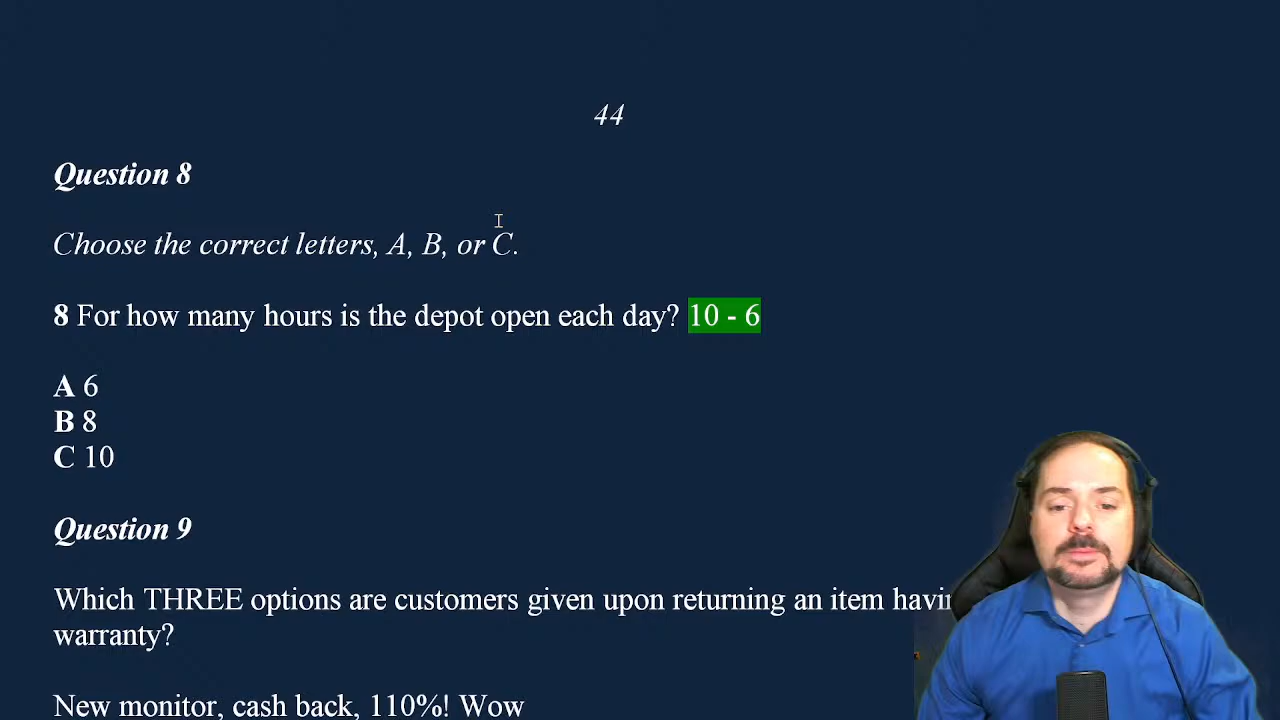 44
Question 8
Choose the correct letters, A, B, or C.
8 For how many hours is the depot open each day? 10 - 6
A 6
B 8
C 10
Question 9
Which THREE options are customers given upon returning an item
warranty?
New monitor, cash back, 110%! Wow